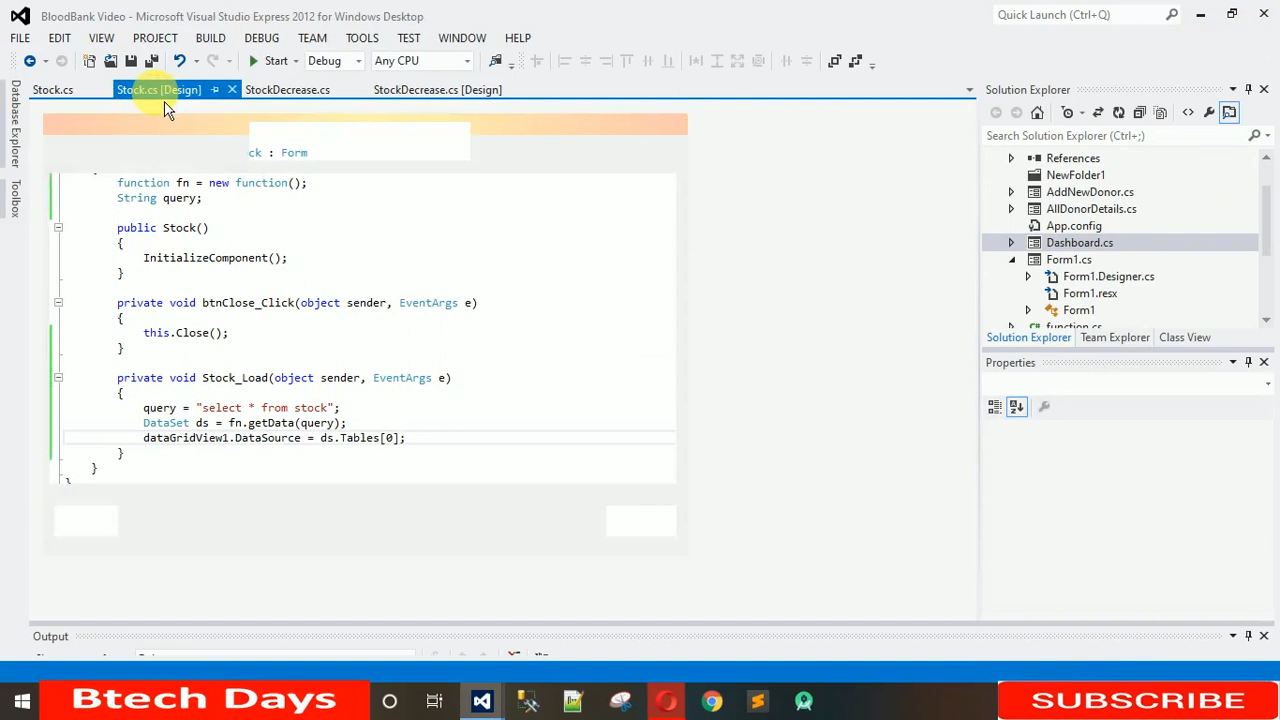 BloodBank Video - Microsoft Visual Studio Express 2012 for Windows Desktop
Quick Launch (Ctrl+Q)
FILE EDIT VIEW PROJECT BUILD DEBUG TEAM TOOLS TEST WINDOW HELP
Start Debug Any CPU
Database Explorer
Toolbox
Stock.cs Stock.cs [Design] StockDecrease.cs StockDecrease.cs [Design]
ck : Form
function fn = new function();
String query;
public Stock()
{
InitializeComponent();
}
private void btnClose_Click(object sender, EventArgs e)
{
this.Close();
}
private void Stock_Load(object sender, EventArgs e)
{
query = "select * from stock";
DataSet ds = fn.getData(query);
dataGridView1.DataSource = ds.Tables[0];
}
}
Solution Explorer
Search Solution Explorer (Ctrl+;)
References
NewFolder1
AddNewDonor.cs
AllDonorDetails.cs
App.config
Dashboard.cs
Form1.cs
Form1.Designer.cs
Form1.resx
Form1
function.cs
Solution Explorer Team Explorer Class View
Properties
Output
Btech Days
SUBSCRIBE